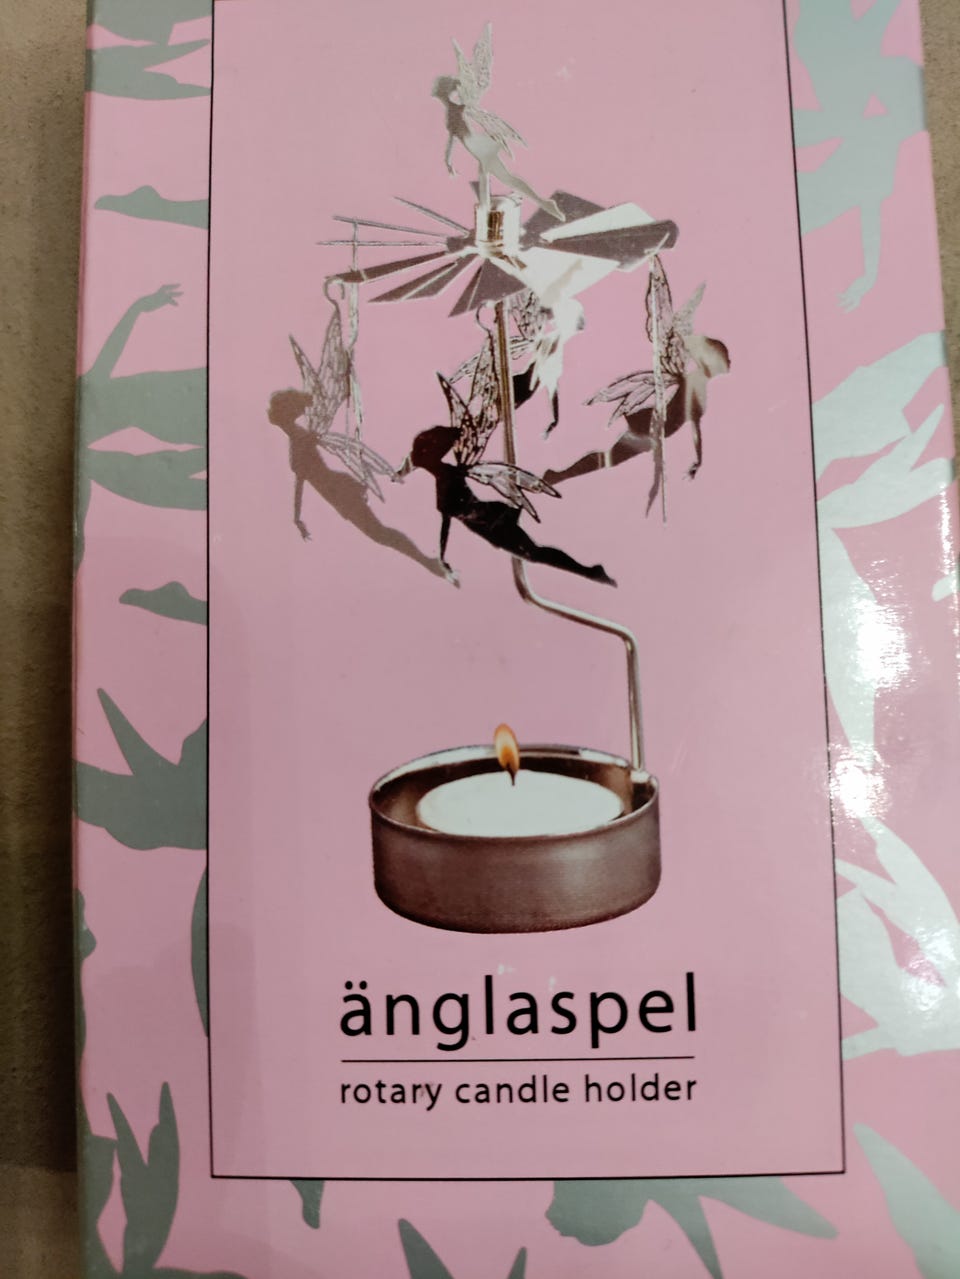 änglaspel
rotary candle holder